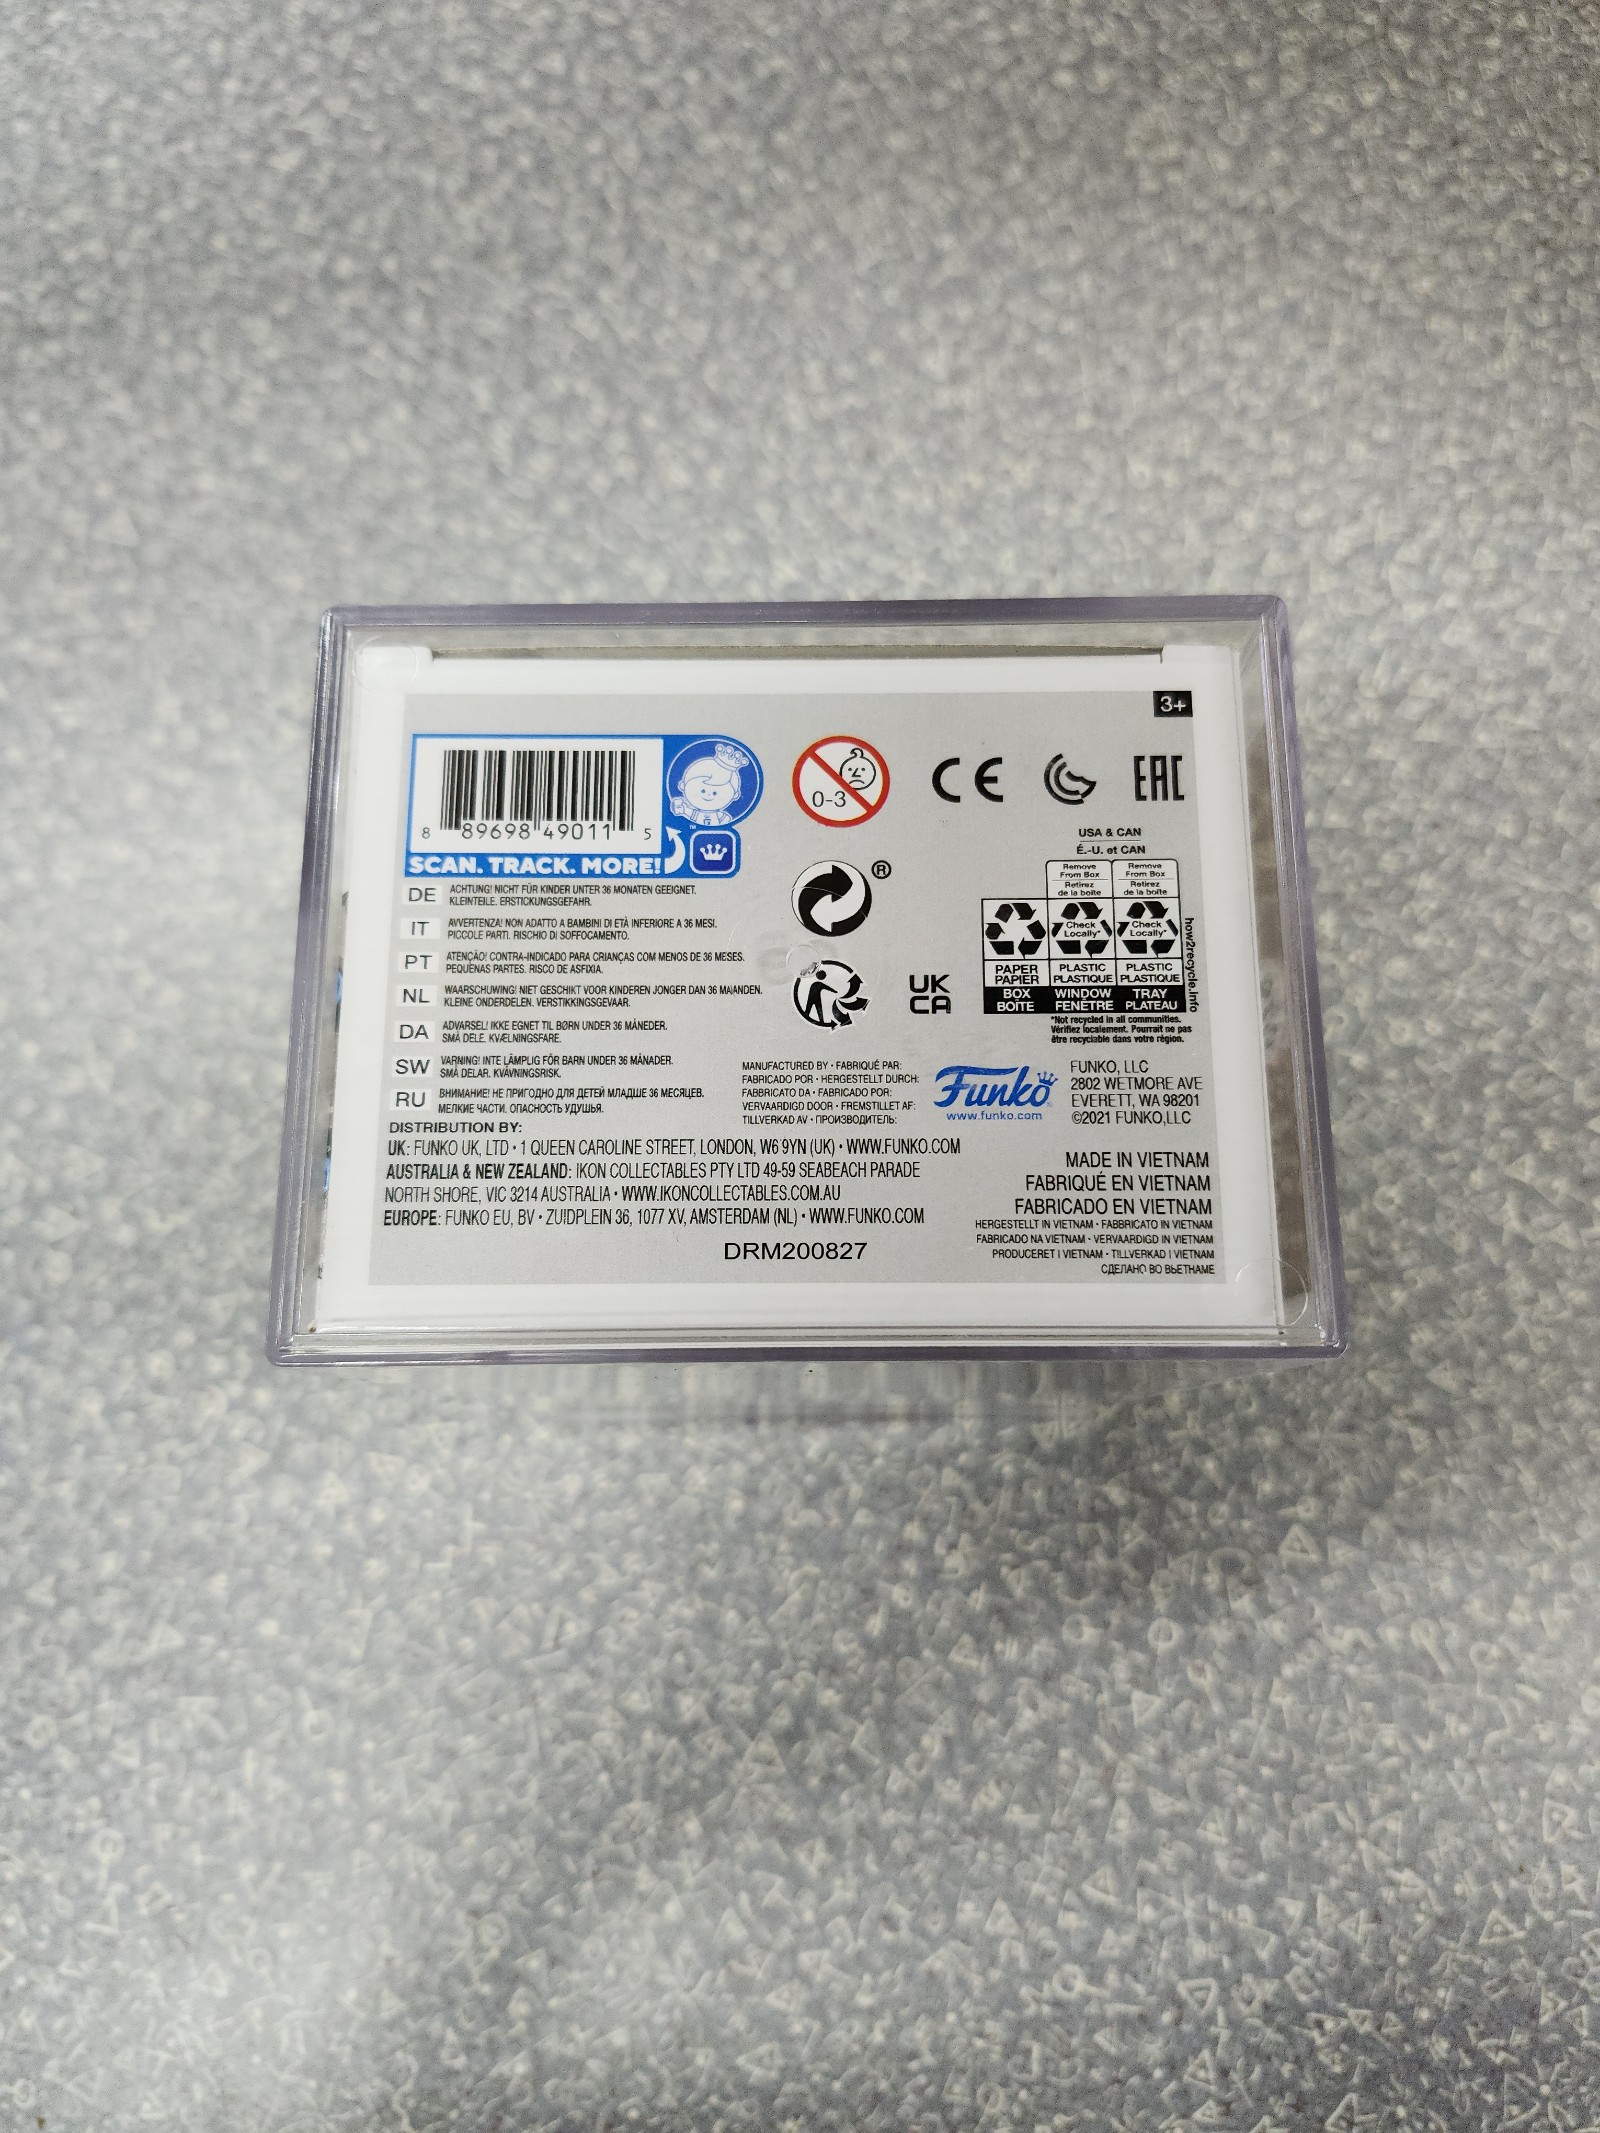 3+
8 89698 49011 5
SCAN. TRACK. MORE!
™
0-3
CE
EAC
®
UK
CA
USA & CAN
É.-U. et CAN
Remove
From Box
Retirez
de la boîte
Remove
From Box
Retirez
de la boîte
Check
Locally*
Check
Locally*
PAPER
PAPIER
PLASTIC
PLASTIQUE
PLASTIC
PLASTIQUE
BOX
BOÎTE
WINDOW
FENÊTRE
TRAY
PLATEAU
how2recycle.info
*Not recycled in all communities.
Vérifiez localement. Pourrait ne pas
être recyclable dans votre région.
DE ACHTUNG! NICHT FÜR KINDER UNTER 36 MONATEN GEEIGNET.
KLEINTEILE. ERSTICKUNGSGEFAHR.
IT AVVERTENZA! NON ADATTO A BAMBINI DI ETÀ INFERIORE A 36 MESI.
PICCOLE PARTI. RISCHIO DI SOFFOCAMENTO.
PT ATENÇÃO! CONTRA-INDICADO PARA CRIANÇAS COM MENOS DE 36 MESES.
PEQUENAS PARTES. RISCO DE ASFIXIA.
NL WAARSCHUWING! NIET GESCHIKT VOOR KINDEREN JONGER DAN 36 MAANDEN.
KLEINE ONDERDELEN. VERSTIKKINGSGEVAAR.
DA ADVARSEL! IKKE EGNET TIL BØRN UNDER 36 MÅNEDER.
SMÅ DELE. KVÆLNINGSFARE.
SW VARNING! INTE LÄMPLIG FÖR BARN UNDER 36 MÅNADER.
SMÅ DELAR. KVÄVNINGSRISK.
RU ВНИМАНИЕ! НЕ ПРИГОДНО ДЛЯ ДЕТЕЙ МЛАДШЕ 36 МЕСЯЦЕВ.
МЕЛКИЕ ЧАСТИ. ОПАСНОСТЬ УДУШЬЯ.
MANUFACTURED BY • FABRIQUÉ PAR:
FABRICADO POR • HERGESTELLT DURCH:
FABBRICATO DA • FABRICADO POR:
VERVAARDIGD DOOR • FREMSTILLET AF:
TILLVERKAD AV • ПРОИЗВОДИТЕЛЬ:
Funko
www.funko.com
FUNKO, LLC
2802 WETMORE AVE
EVERETT, WA 98201
©2021 FUNKO,LLC
DISTRIBUTION BY:
UK: FUNKO UK, LTD • 1 QUEEN CAROLINE STREET, LONDON, W6 9YN (UK) • WWW.FUNKO.COM
AUSTRALIA & NEW ZEALAND: IKON COLLECTABLES PTY LTD 49-59 SEABEACH PARADE
NORTH SHORE, VIC 3214 AUSTRALIA • WWW.IKONCOLLECTABLES.COM.AU
EUROPE: FUNKO EU, BV • ZUIDPLEIN 36, 1077 XV, AMSTERDAM (NL) • WWW.FUNKO.COM
DRM200827
MADE IN VIETNAM
FABRIQUÉ EN VIETNAM
FABRICADO EN VIETNAM
HERGESTELLT IN VIETNAM • FABBRICATO IN VIETNAM
FABRICADO NA VIETNAM • VERVAARDIGD IN VIETNAM
PRODUCERET I VIETNAM • TILLVERKAD I VIETNAM
СДЕЛАНО ВО ВЬЕТНАМЕ